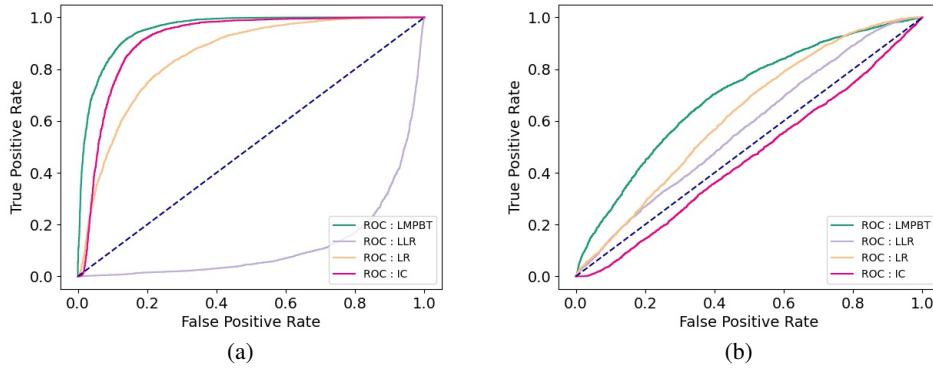 1.0
0.8
0.6
0.4
0.2
0.0
True Positive Rate
0.0 0.2 0.4 0.6 0.8 1.0
False Positive Rate
ROC : LMPBT
ROC : LLR
ROC : LR
ROC : IC
(a)
1.0
0.8
0.6
0.4
0.2
0.0
True Positive Rate
0.0 0.2 0.4 0.6 0.8 1.0
False Positive Rate
ROC : LMPBT
ROC : LLR
ROC : LR
ROC : IC
(b)